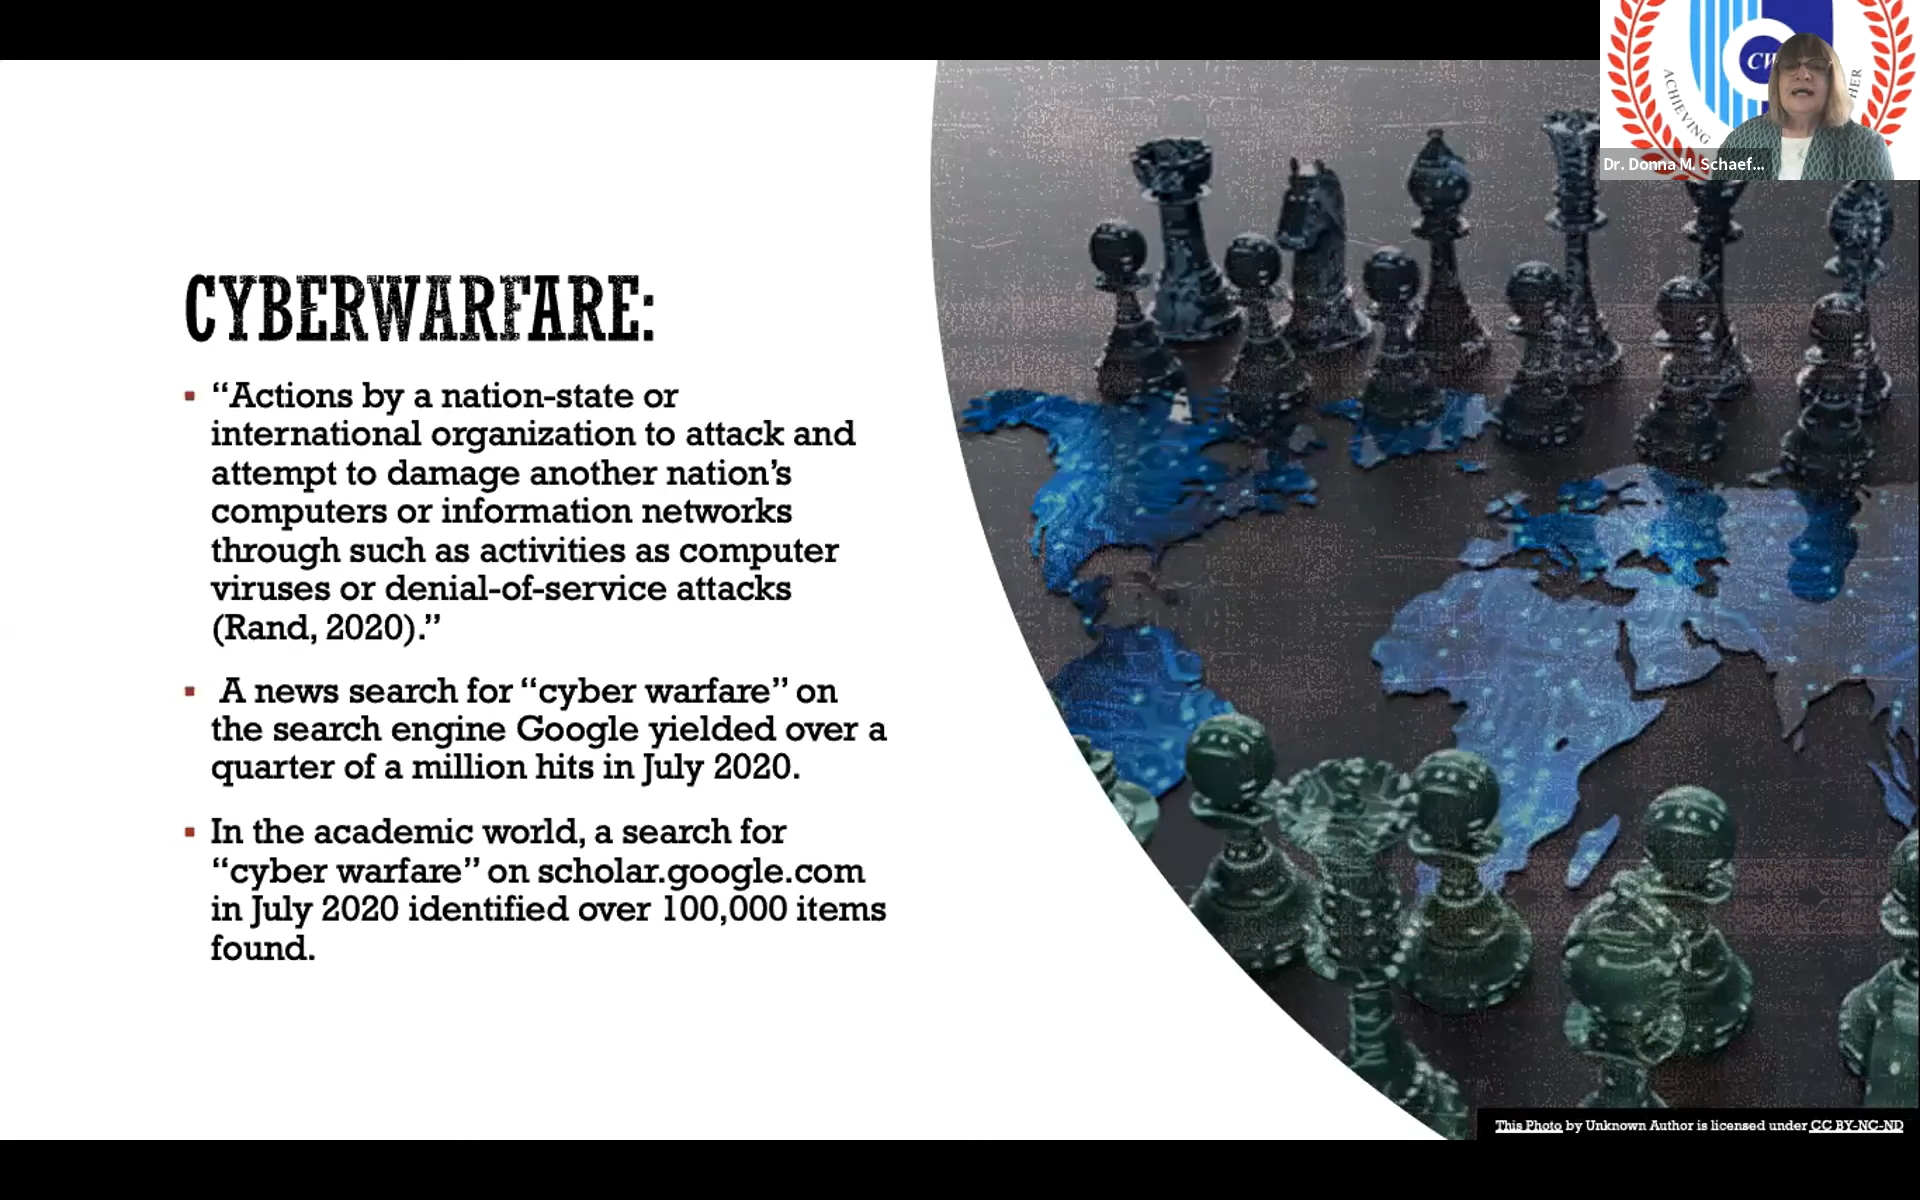 CW
ACHIEVING
HER
Dr. Donna M. Schaef...
CYBERWARFARE:
▪ “Actions by a nation-state or
international organization to attack and
attempt to damage another nation’s
computers or information networks
through such as activities as computer
viruses or denial-of-service attacks
(Rand, 2020).”
▪ A news search for “cyber warfare” on
the search engine Google yielded over a
quarter of a million hits in July 2020.
▪ In the academic world, a search for
“cyber warfare” on scholar.google.com
in July 2020 identified over 100,000 items
found.
This Photo by Unknown Author is licensed under CC BY-NC-ND